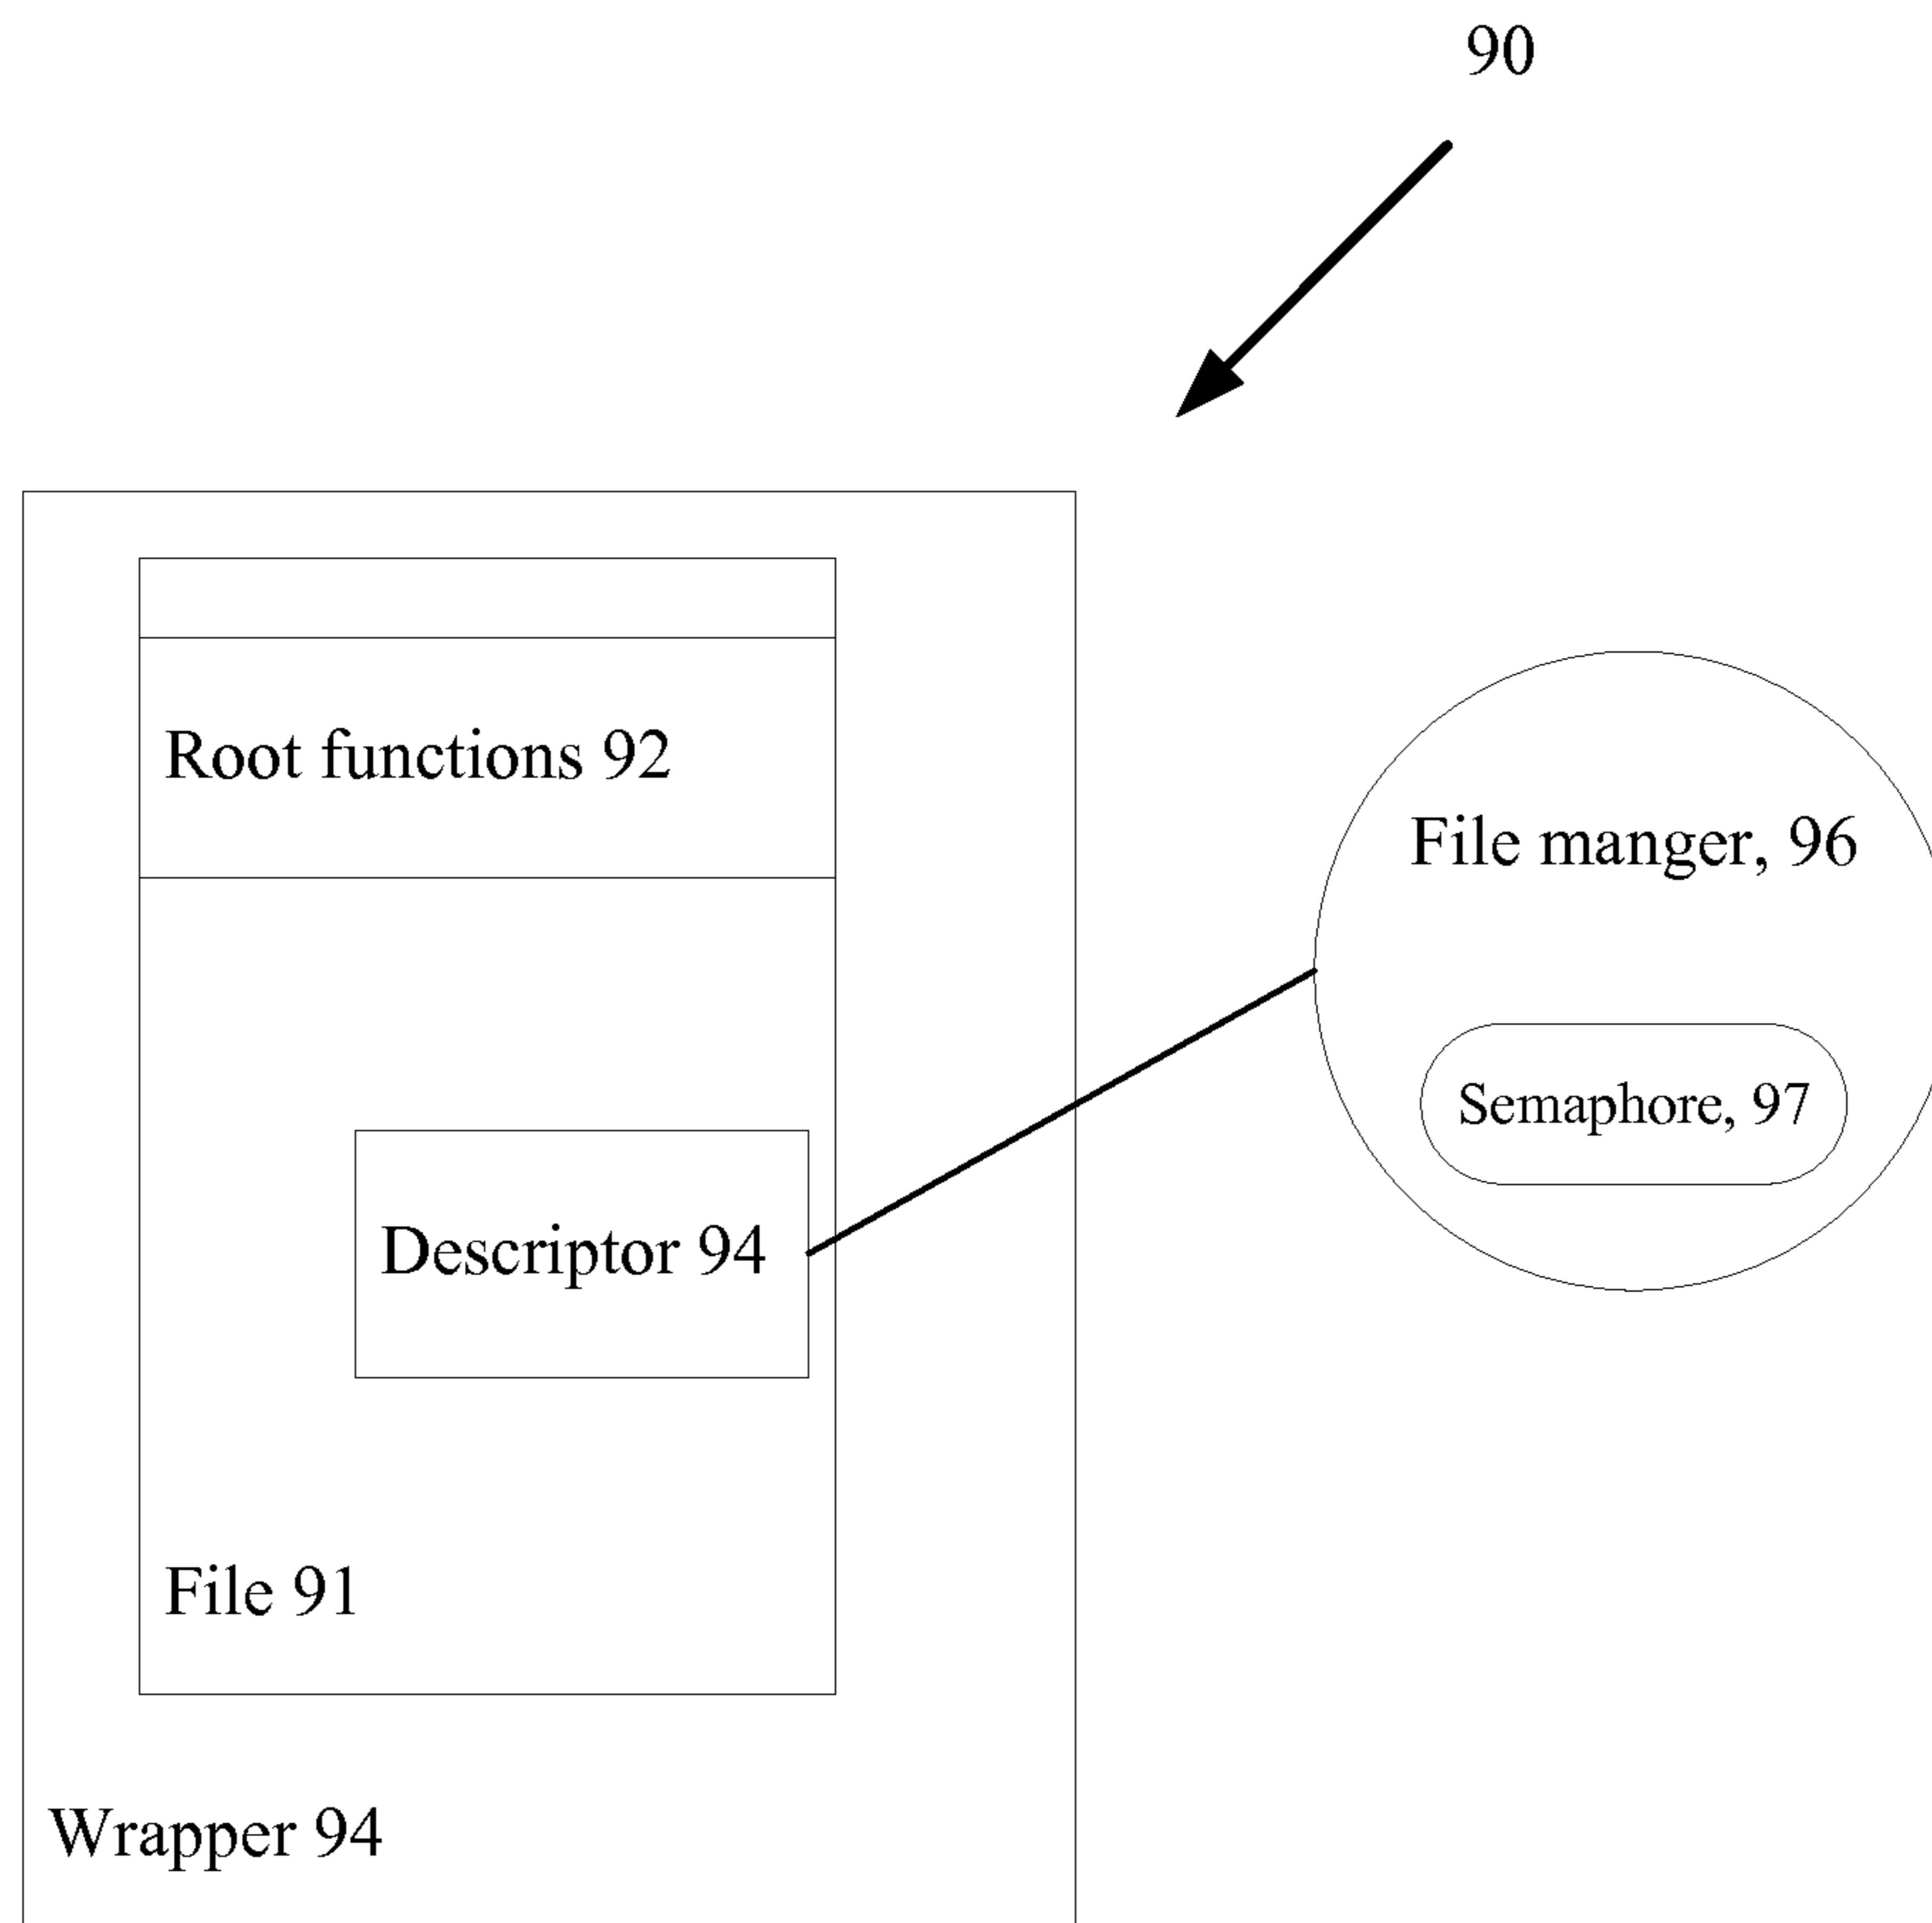 90
Root functions 92
File manger, 96
Semaphore, 97
Descriptor 94
File 91
Wrapper 94